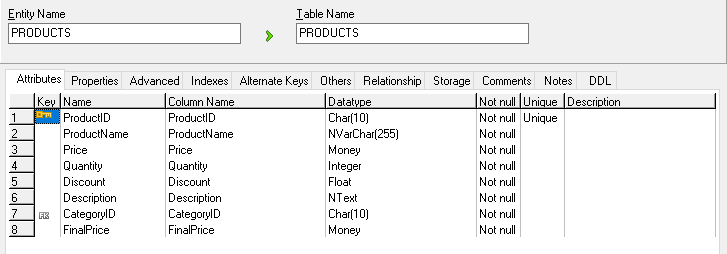 Entity Name Table Name
PRODUCTS PRODUCTS
Attributes Properties Advanced Indexes Alternate Keys Others Relationship Storage Comments Notes DDL
Key Name Column Name Datatype Not null Unique Description
1 ProductID ProductID Char(10) Not null Unique
2 ProductName ProductName NVarChar(255) Not null
3 Price Price Money Not null
4 Quantity Quantity Integer Not null
5 Discount Discount Float Not null
6 Description Description NText Not null
7 FK CategoryID CategoryID Char(10) Not null
8 FinalPrice FinalPrice Money Not null